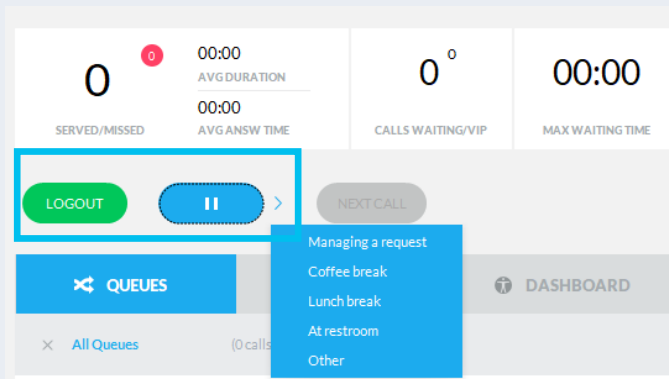 0
0
00:00
AVG DURATION
00:00
AVG ANSW TIME
SERVED/MISSED
0
0
CALLS WAITING/VIP
00:00
MAX WAITING TIME
LOGOUT
NEXT CALL
Managing a request
Coffee break
Lunch break
At restroom
Other
QUEUES
DASHBOARD
All Queues
(0 calls